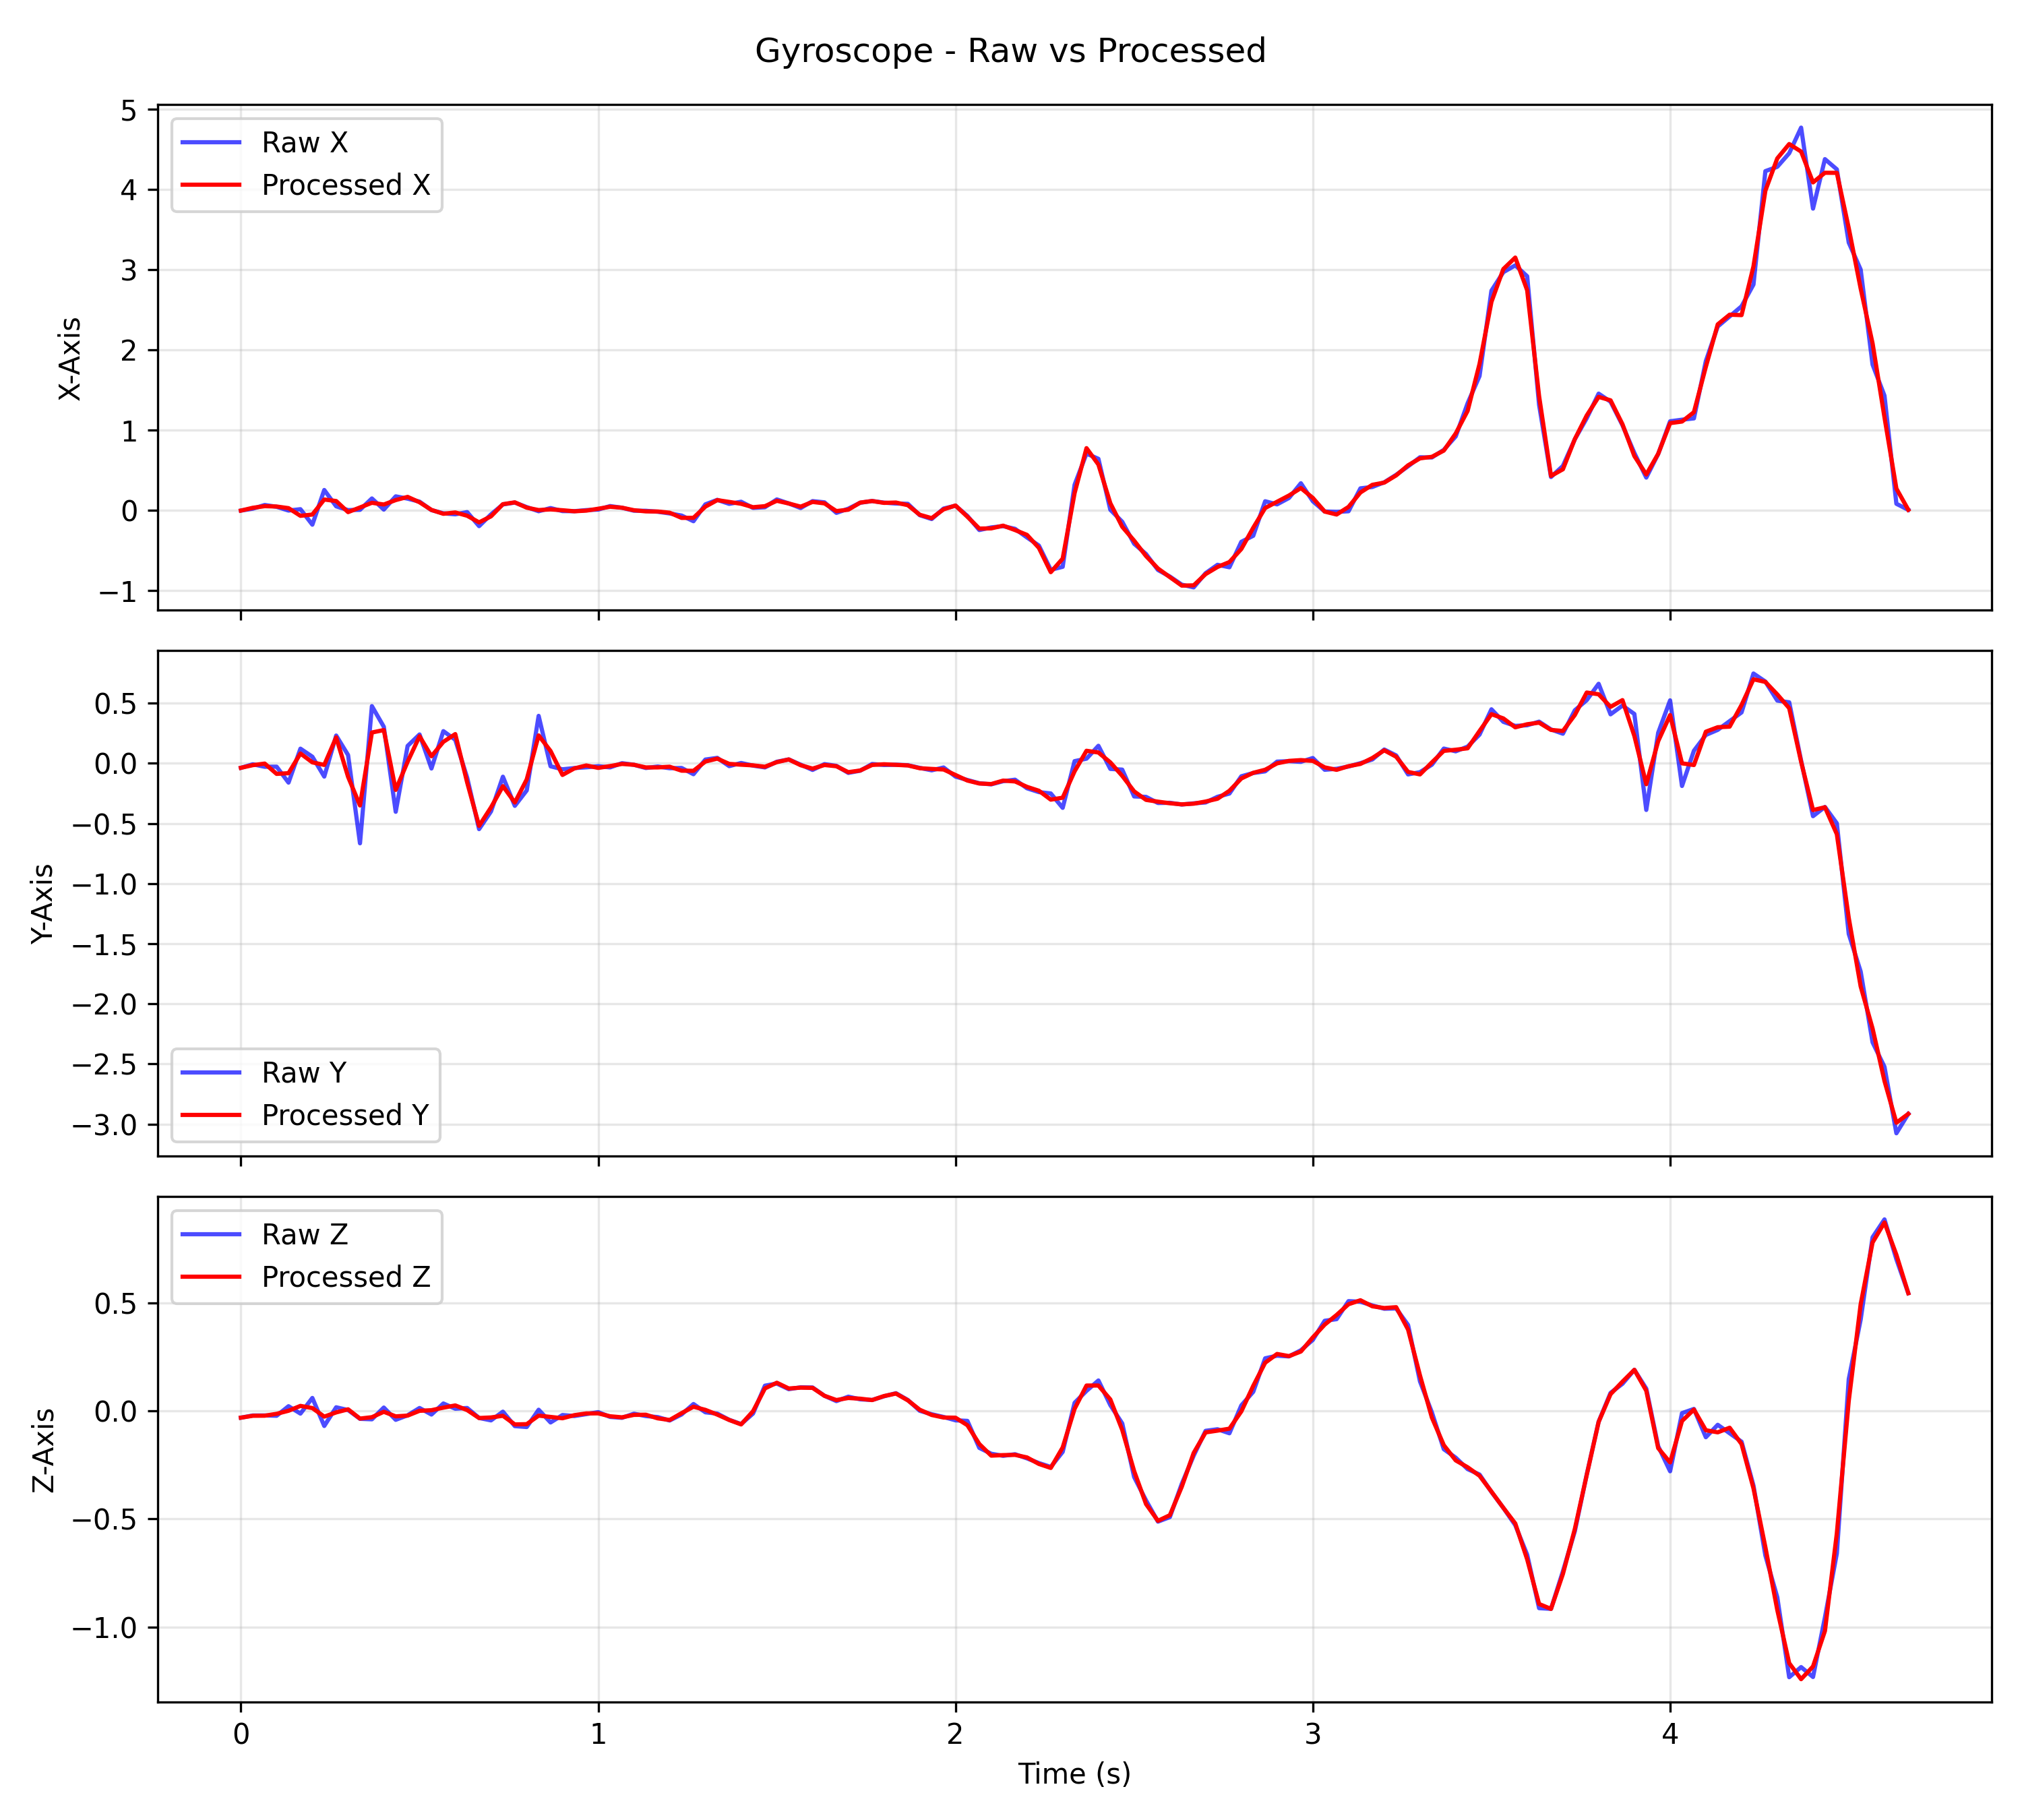 Gyroscope - Raw vs Processed
5
4
3
2
1
0
−1
X-Axis
Raw X
Processed X
0.5
0.0
−0.5
−1.0
−1.5
−2.0
−2.5
−3.0
Y-Axis
Raw Y
Processed Y
0.5
0.0
−0.5
−1.0
Z-Axis
Raw Z
Processed Z
0 1 2 3 4
Time (s)